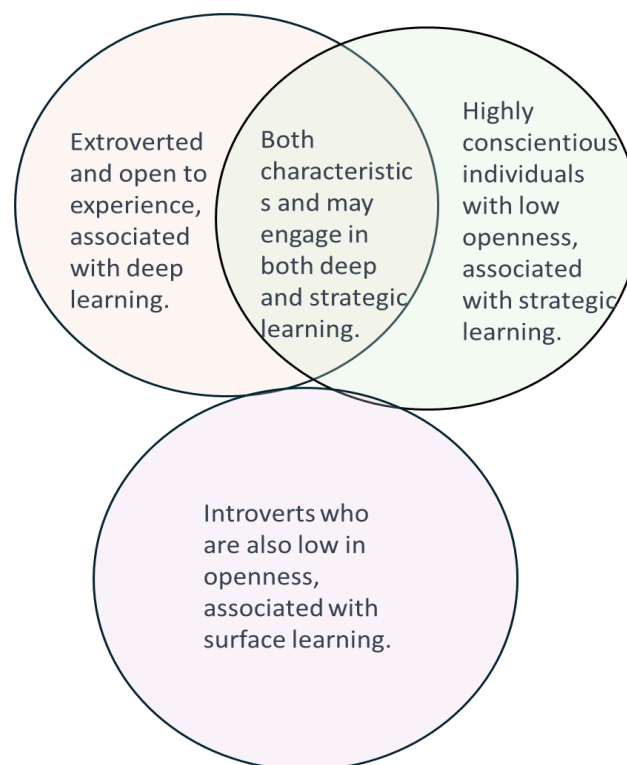 Extroverted
and open to
experience,
associated
with deep
learning.
Both
characteristic
s and may
engage in
both deep
and strategic
learning.
Highly
conscientious
individuals
with low
openness,
associated
with strategic
learning.
Introverts who
are also low in
openness,
associated with
surface learning.